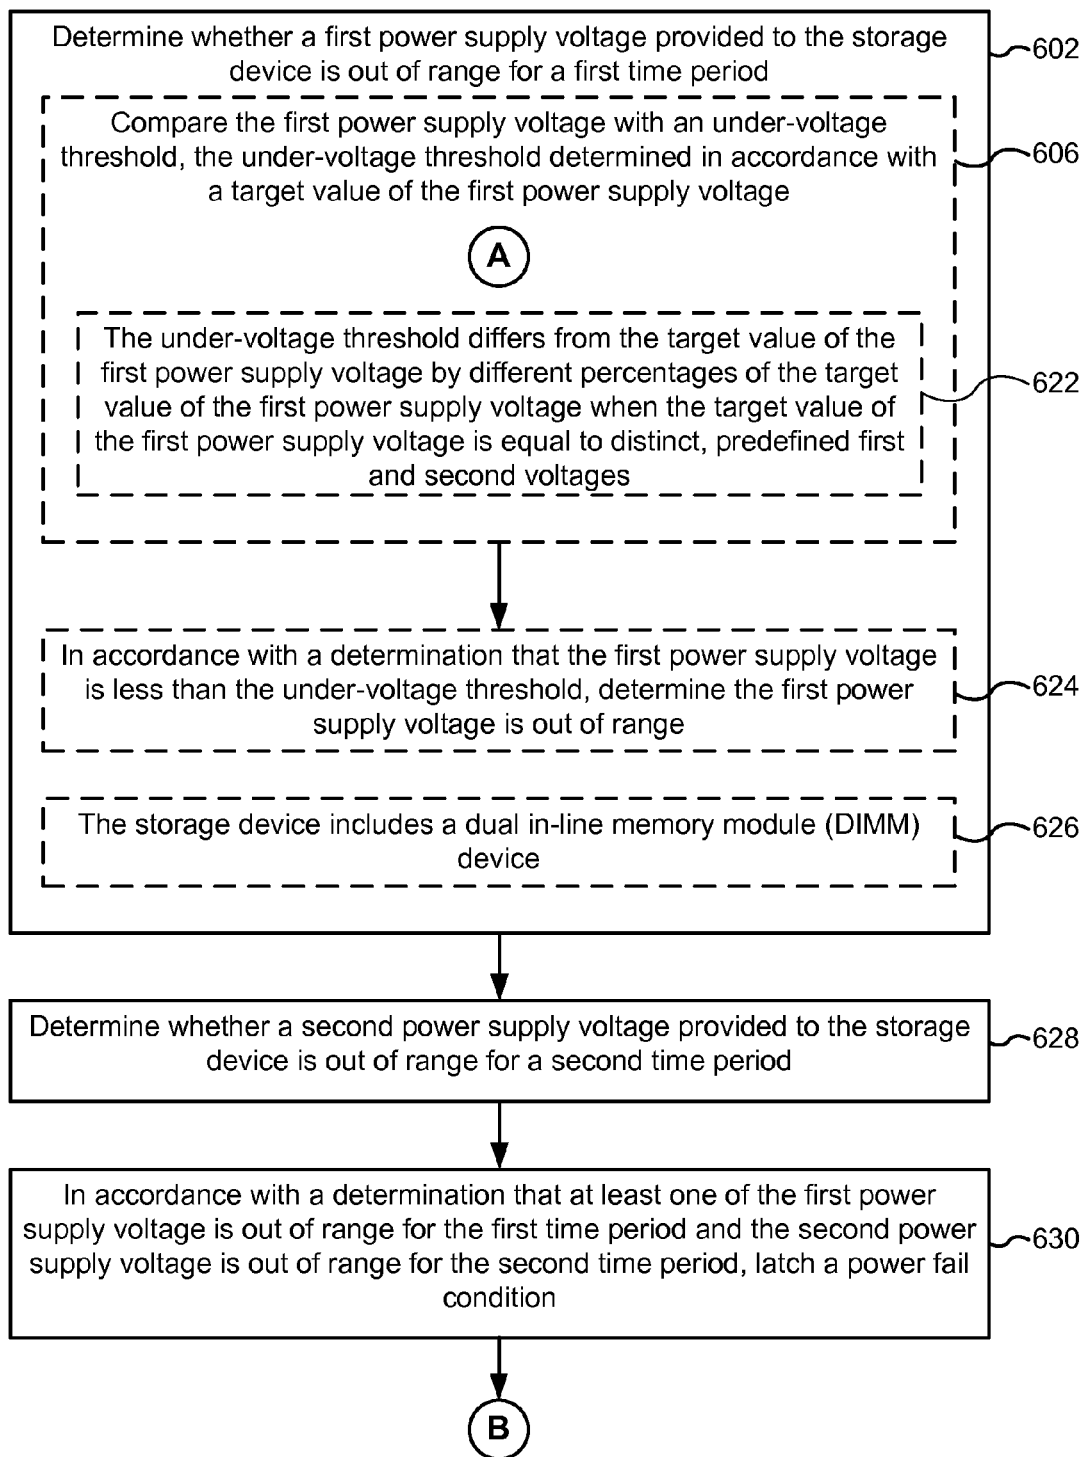 Determine whether a first power supply voltage provided to the storage
device is out of range for a first time period
602
Compare the first power supply voltage with an under-voltage
threshold, the under-voltage threshold determined in accordance with
a target value of the first power supply voltage
606
A
The under-voltage threshold differs from the target value of the
first power supply voltage by different percentages of the target
value of the first power supply voltage when the target value of
the first power supply voltage is equal to distinct, predefined first
and second voltages
622
In accordance with a determination that the first power supply voltage
is less than the under-voltage threshold, determine the first power
supply voltage is out of range
624
The storage device includes a dual in-line memory module (DIMM)
device
626
Determine whether a second power supply voltage provided to the storage
device is out of range for a second time period
628
In accordance with a determination that at least one of the first power
supply voltage is out of range for the first time period and the second power
supply voltage is out of range for the second time period, latch a power fail
condition
630
B